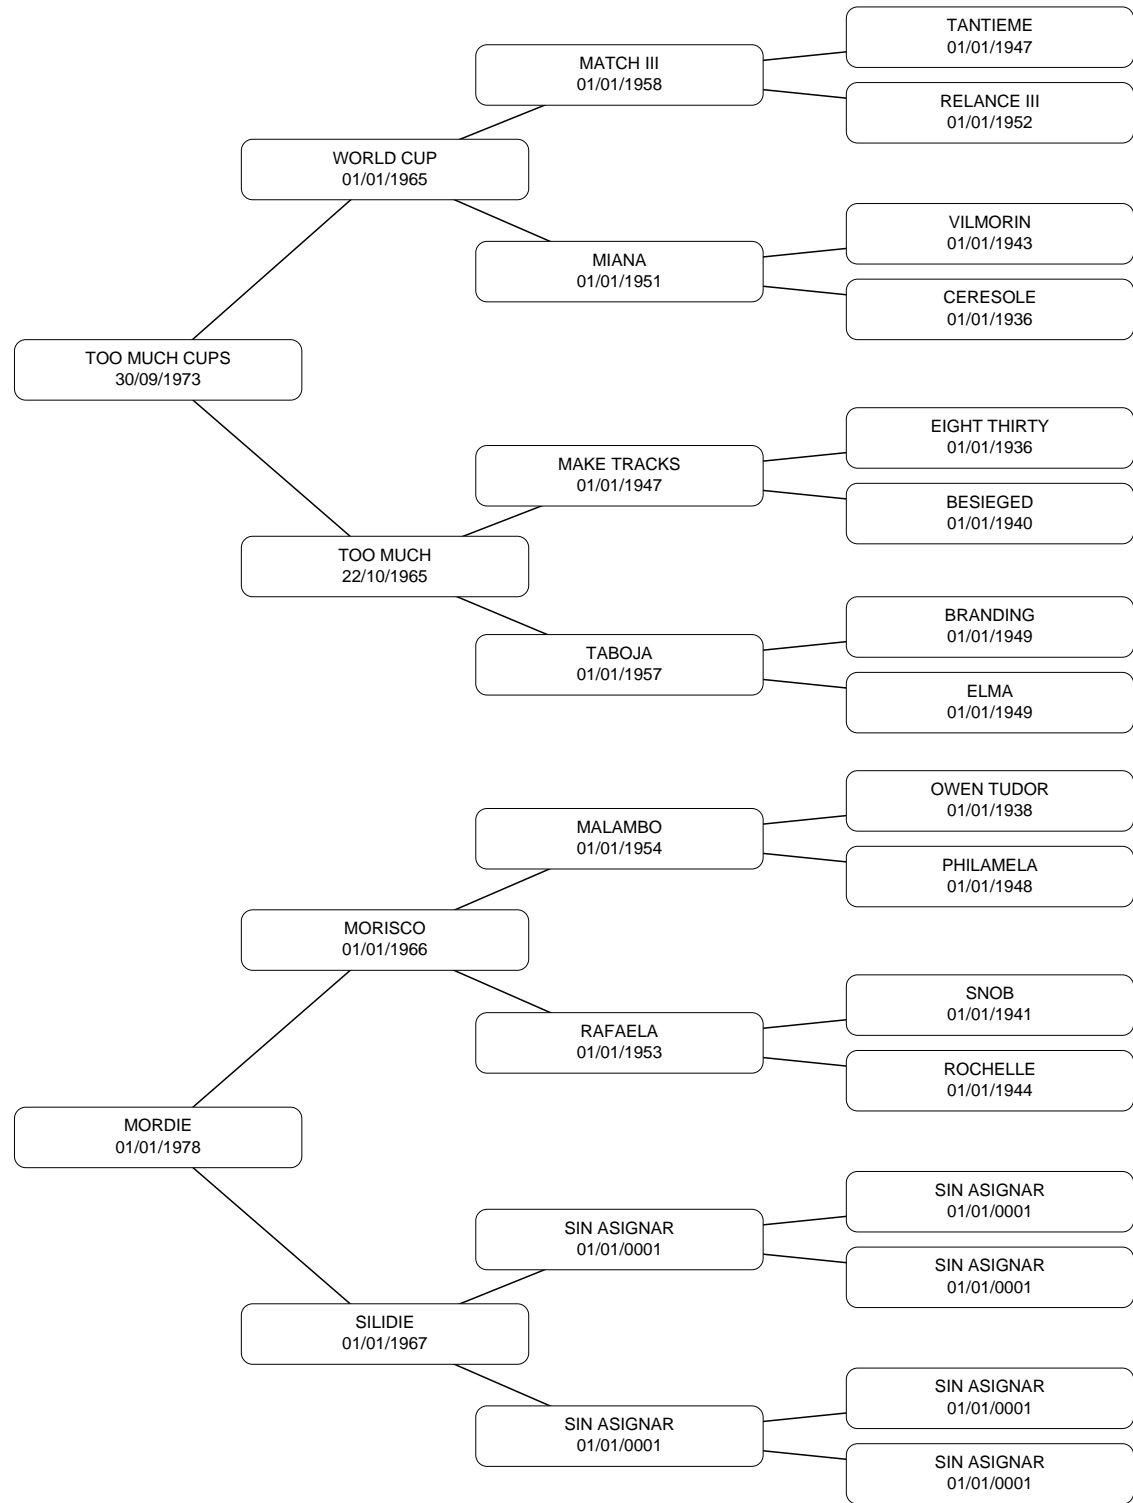 TANTIEME
01/01/1947
MATCH III
01/01/1958
RELANCE III
01/01/1952
WORLD CUP
01/01/1965
VILMORIN
01/01/1943
MIANA
01/01/1951
CERESOLE
01/01/1936
TOO MUCH CUPS
30/09/1973
EIGHT THIRTY
01/01/1936
MAKE TRACKS
01/01/1947
BESIEGED
01/01/1940
TOO MUCH
22/10/1965
BRANDING
01/01/1949
TABOJA
01/01/1957
ELMA
01/01/1949
OWEN TUDOR
01/01/1938
MALAMBO
01/01/1954
PHILAMELA
01/01/1948
MORISCO
01/01/1966
SNOB
01/01/1941
RAFAELA
01/01/1953
ROCHELLE
01/01/1944
MORDIE
01/01/1978
SIN ASIGNAR
01/01/0001
SIN ASIGNAR
01/01/0001
SIN ASIGNAR
01/01/0001
SILIDIE
01/01/1967
SIN ASIGNAR
01/01/0001
SIN ASIGNAR
01/01/0001
SIN ASIGNAR
01/01/0001